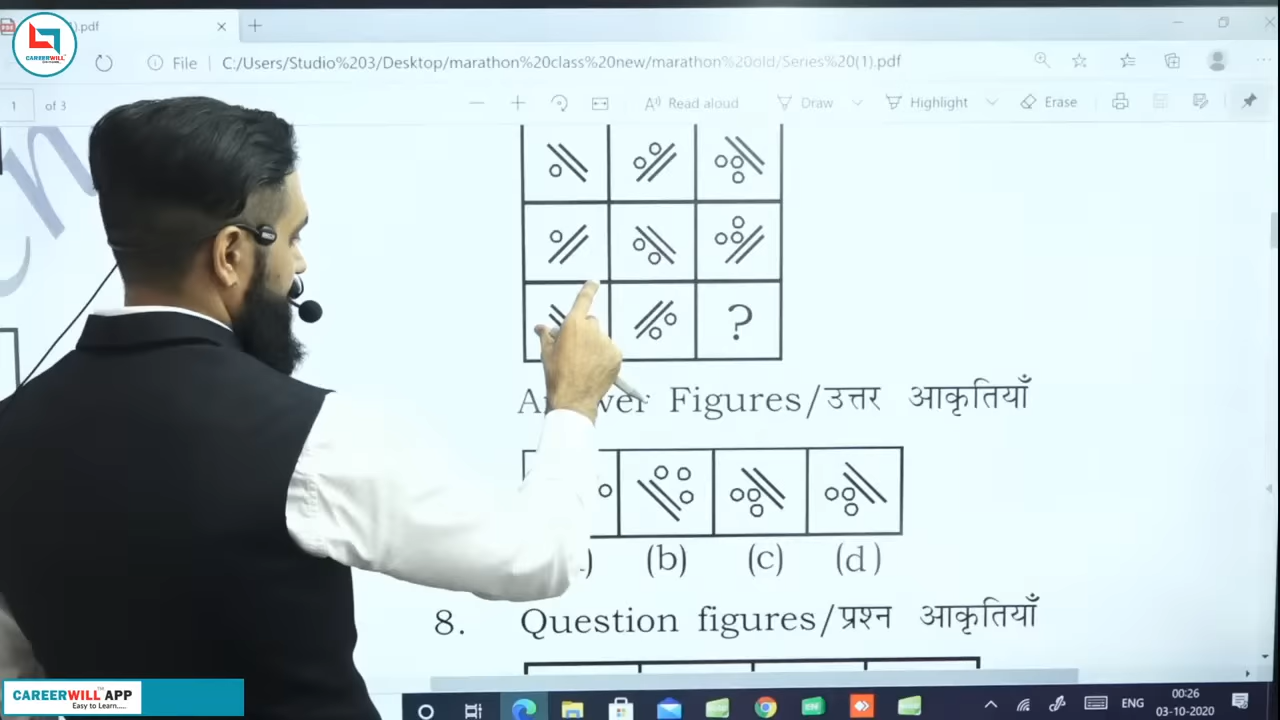 ).pdf
CAREERWILL
File C:/Users/Studio%203/Desktop/marathon%20class%20new/marathon%20old/Series%20(1).pdf
1 of 3 Read aloud Draw Highlight Erase
?
Figures/उत्तर आकृतियाँ
(b) (c) (d)
8. Question figures/प्रश्न आकृतियाँ
CAREERWILL APP
Easy to Learn.....
ENG 00:26
03-10-2020